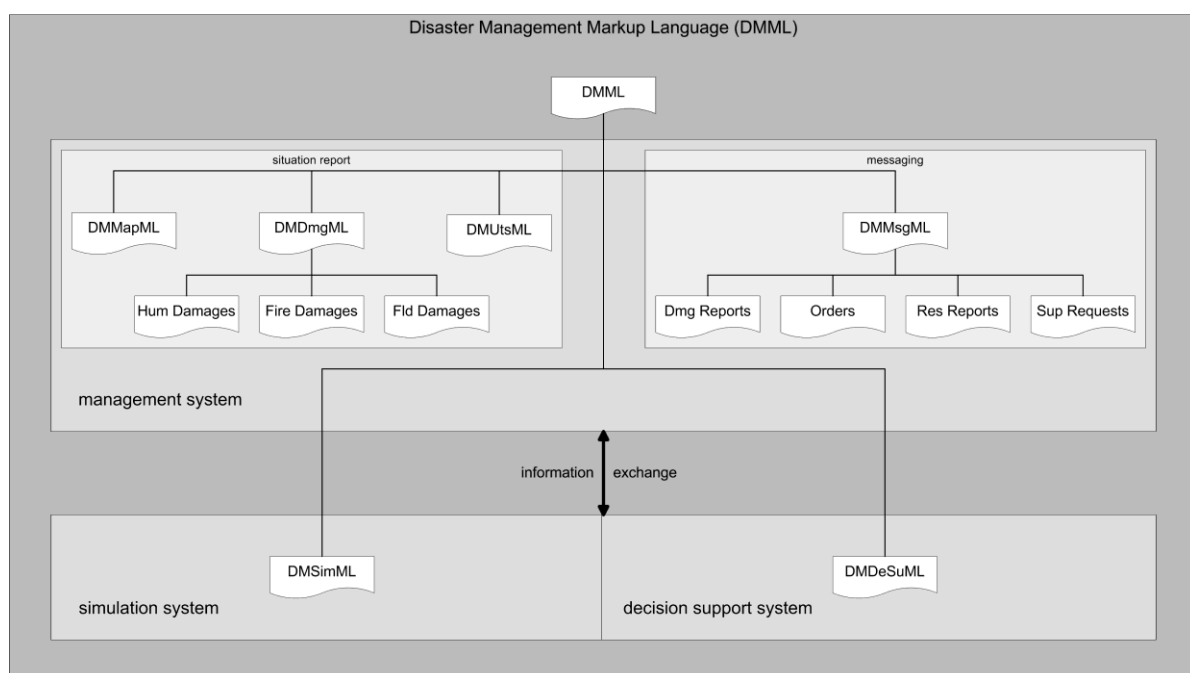 Disaster Management Markup Language (DMML)
DMML
situation report
messaging
DMMapML
DMDmgML
DMUtsML
DMMsgML
Hum Damages
Fire Damages
Fld Damages
Dmg Reports
Orders
Res Reports
Sup Requests
management system
information exchange
DMSimML
DMDeSuML
simulation system
decision support system